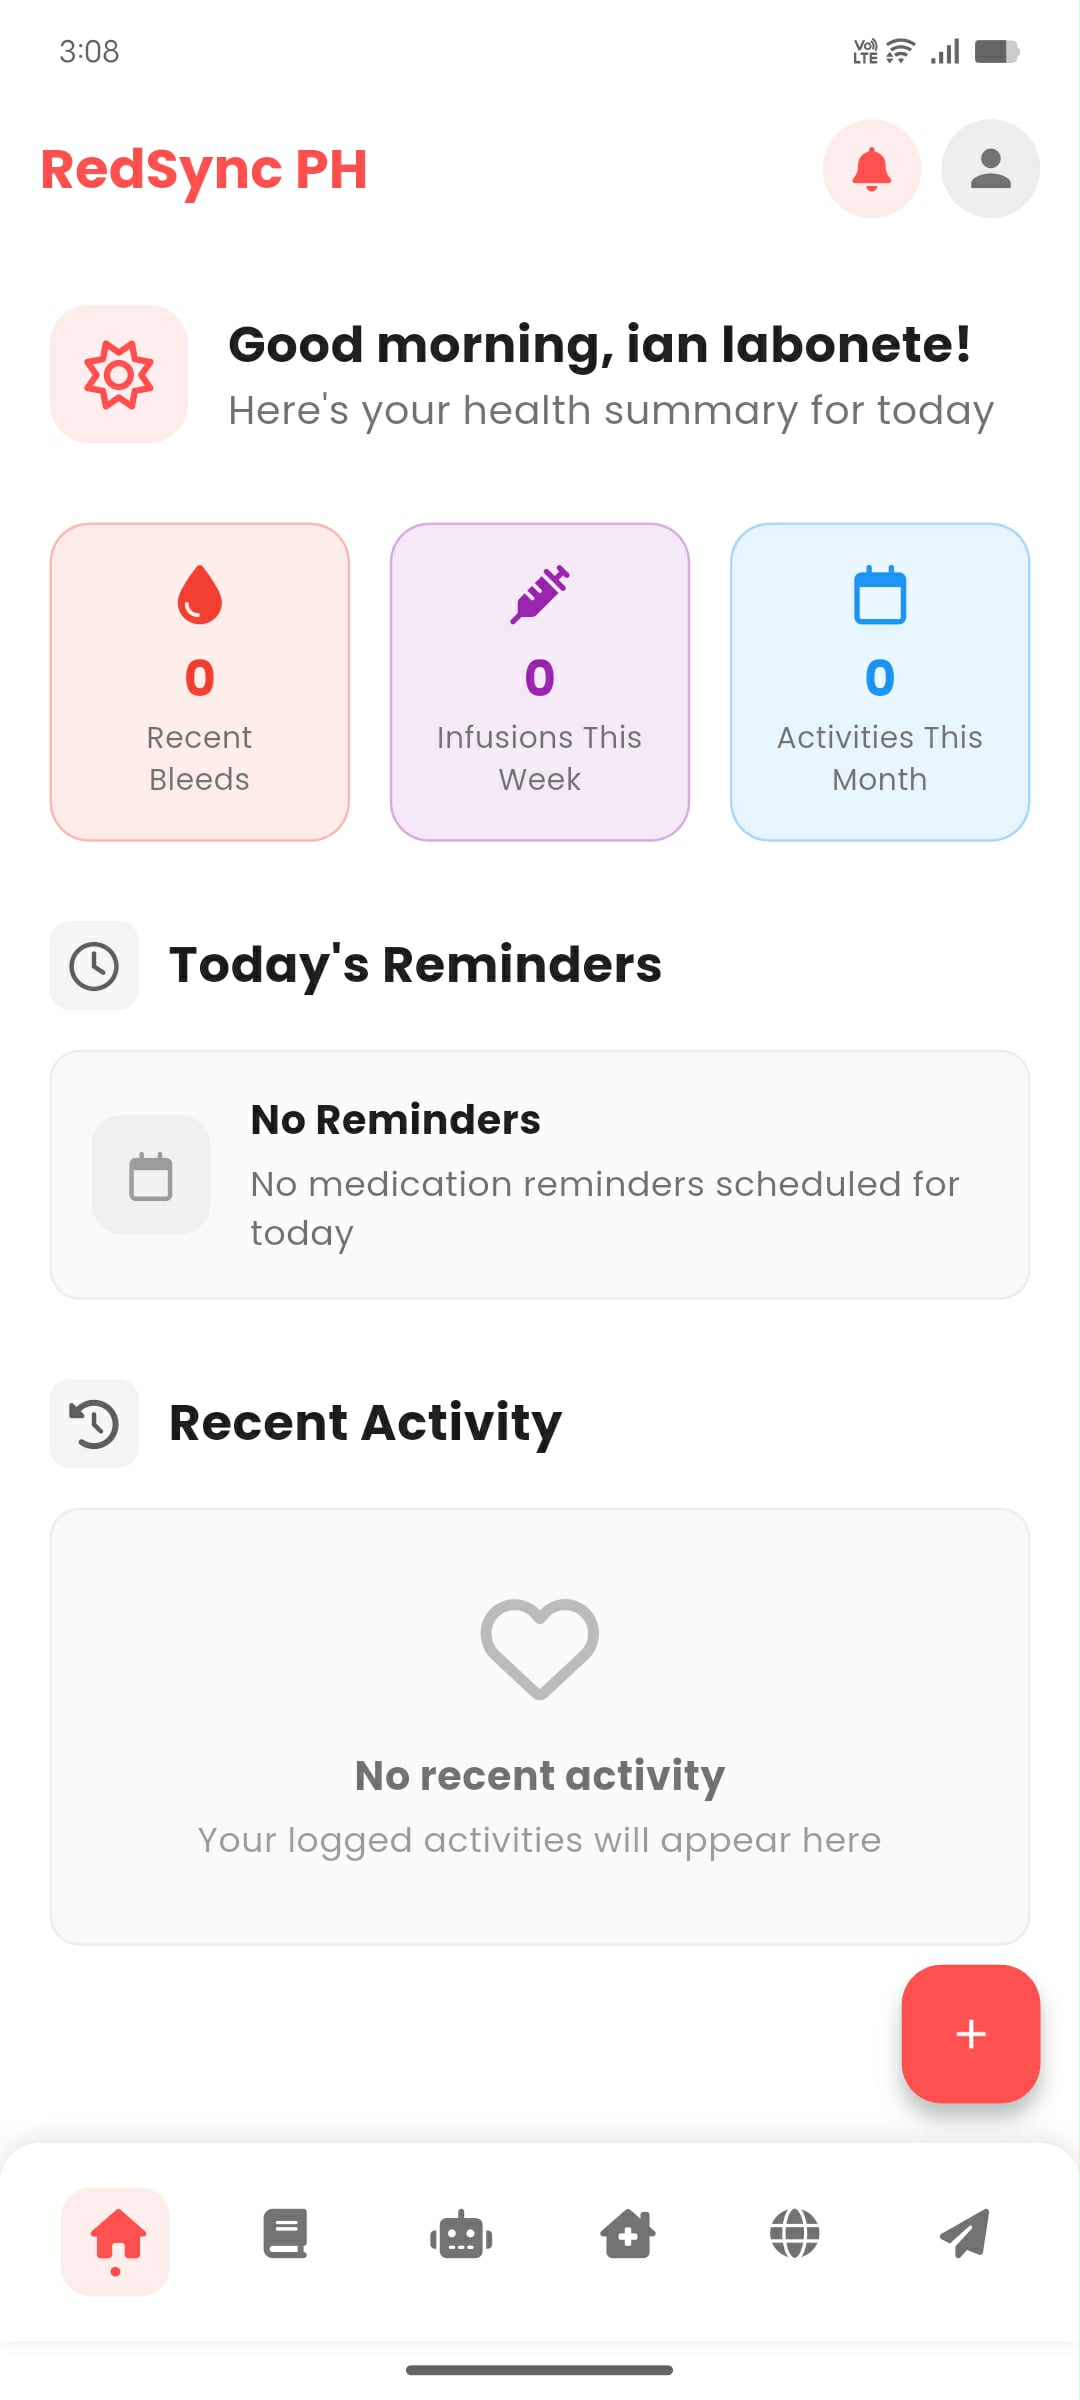 3:08
Vo)) LTE
RedSync PH
Good morning, ian labonete!
Here's your health summary for today
0
Recent
Bleeds
0
Infusions This
Week
0
Activities This
Month
Today's Reminders
No Reminders
No medication reminders scheduled for
today
Recent Activity
No recent activity
Your logged activities will appear here
+